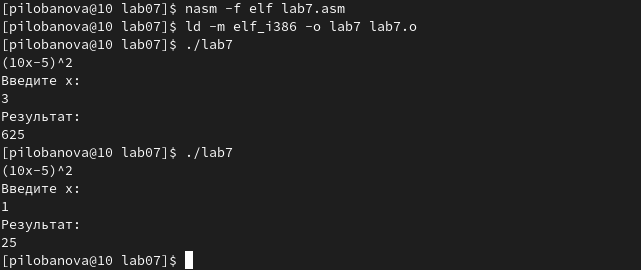 [pilobanova@10 lab07]$ nasm -f elf lab7.asm
[pilobanova@10 lab07]$ ld -m elf_i386 -o lab7 lab7.o
[pilobanova@10 lab07]$ ./lab7
(10x-5)^2
Введите x:
3
Результат:
625
[pilobanova@10 lab07]$ ./lab7
(10x-5)^2
Введите x:
1
Результат:
25
[pilobanova@10 lab07]$